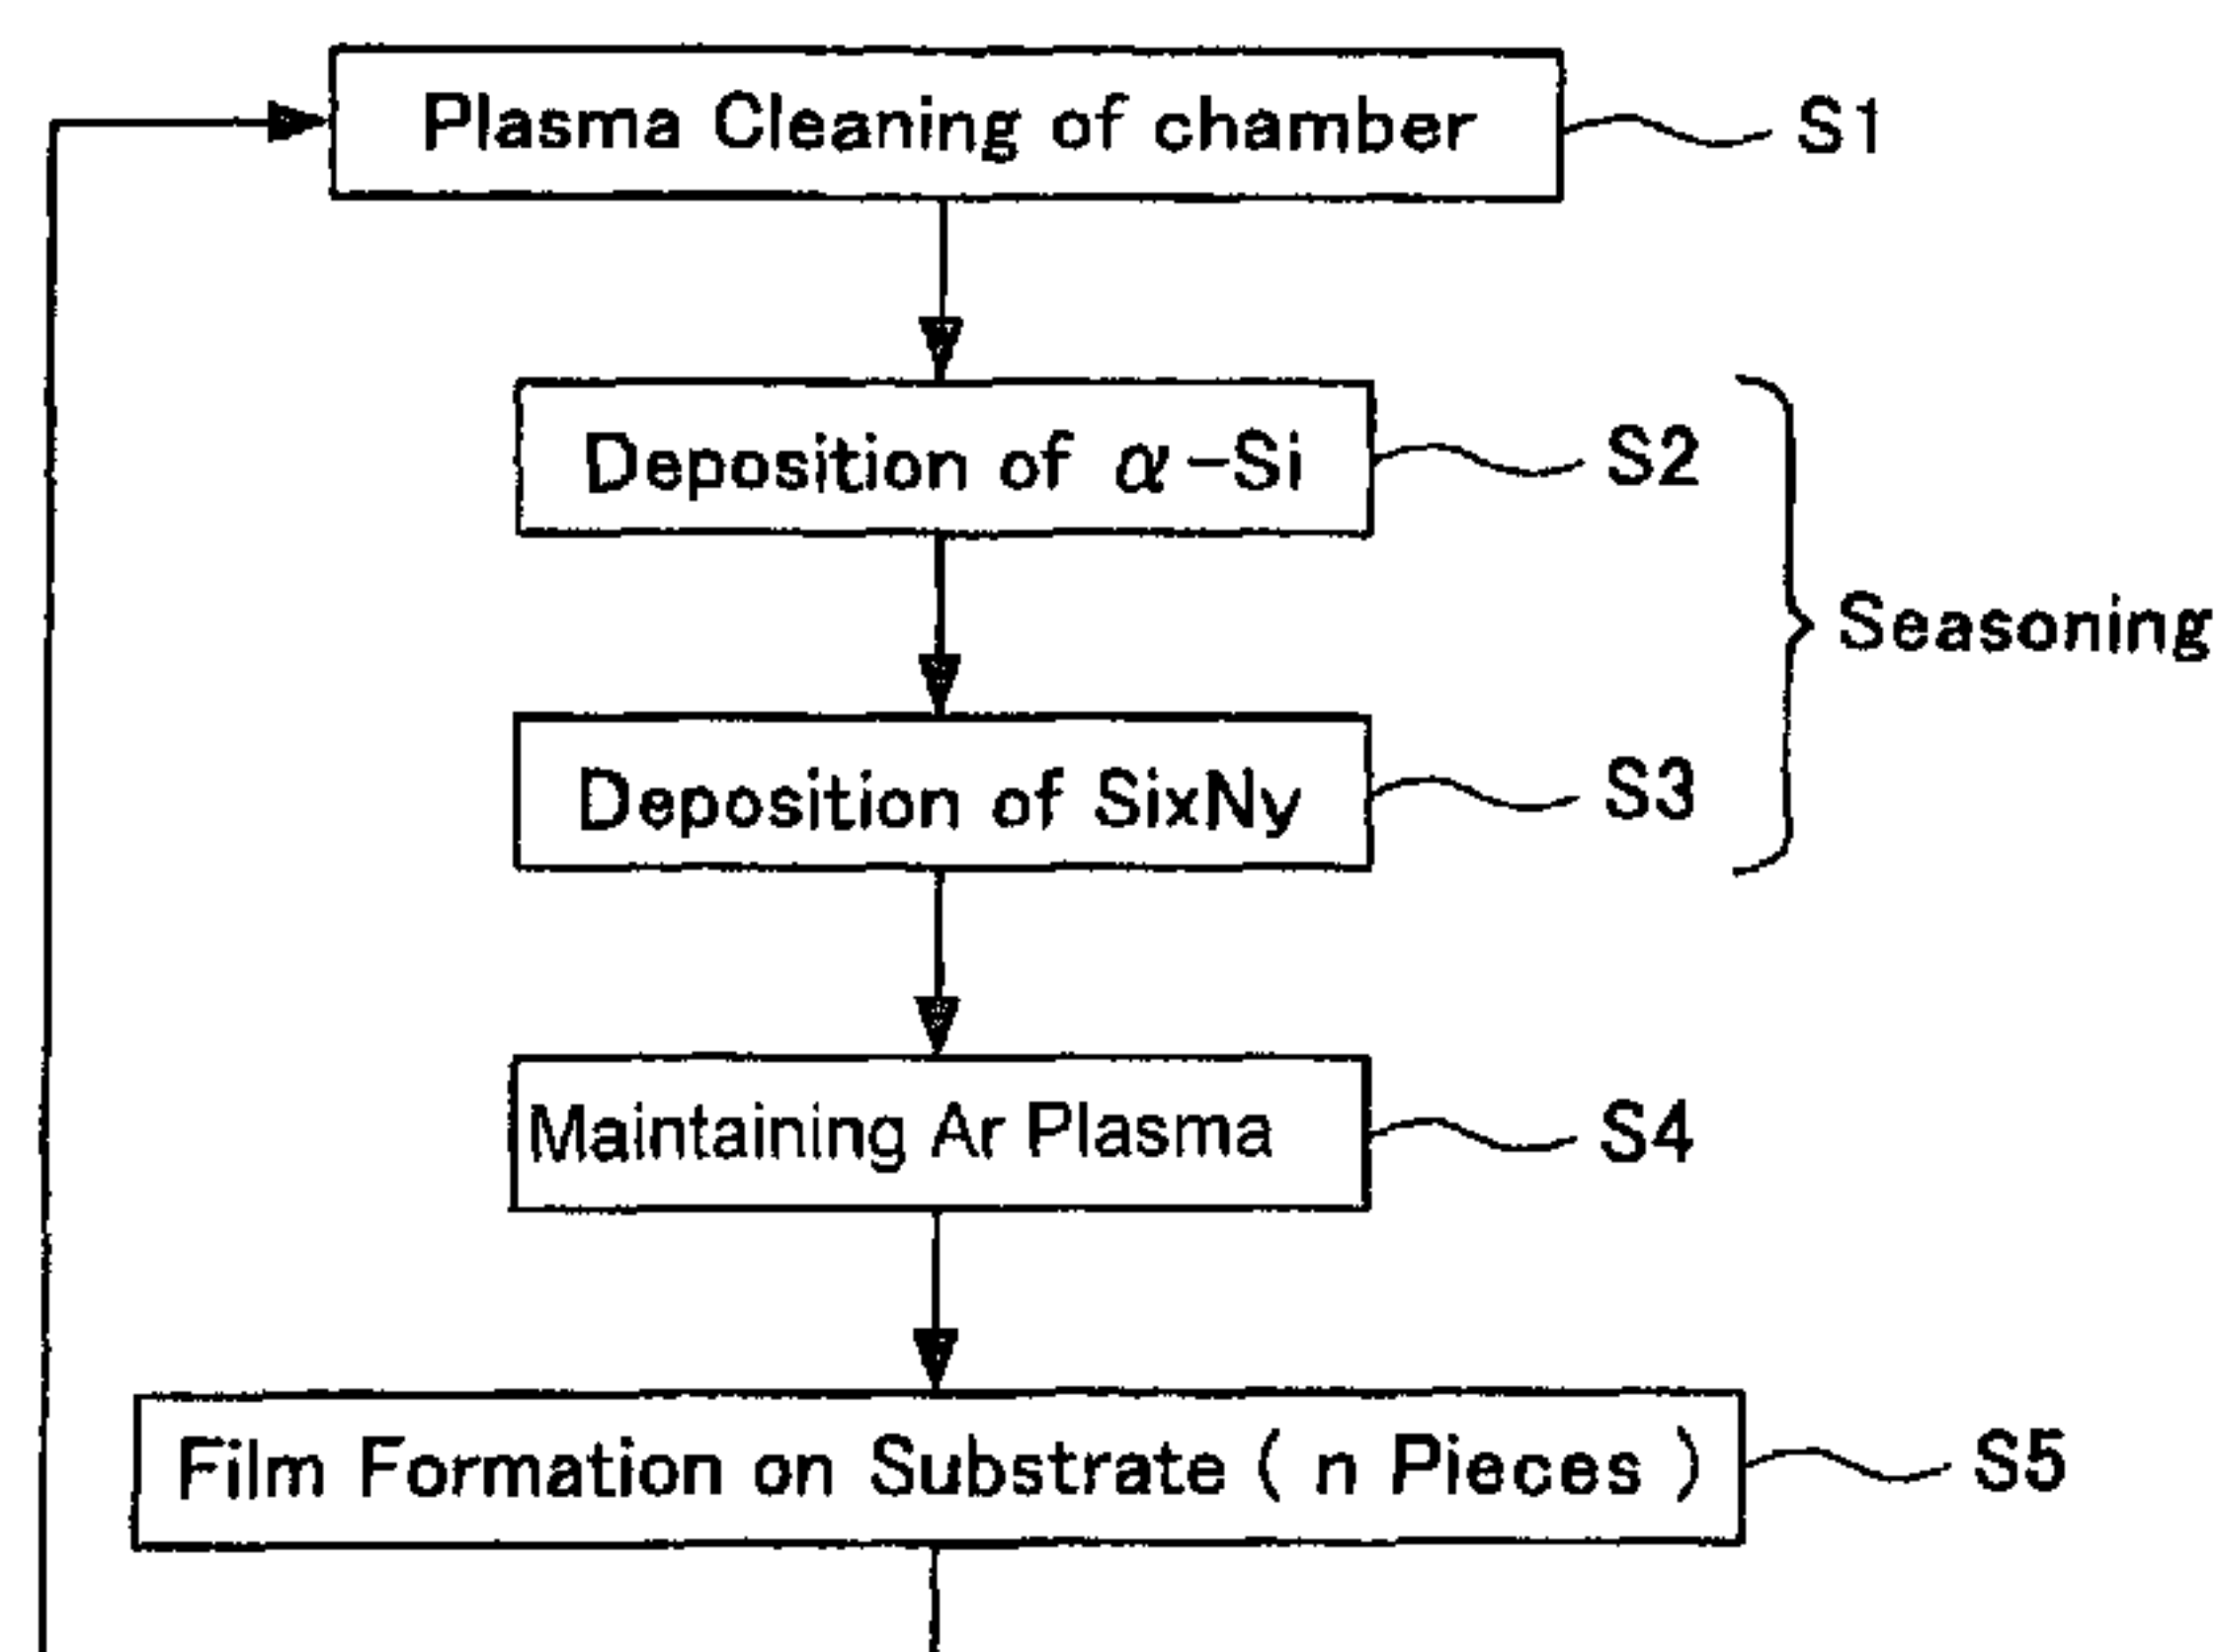 Plasma Cleaning of chamber S1
Deposition of α-Si S2
Seasoning
Deposition of SixNy S3
Maintaining Ar Plasma S4
Film Formation on Substrate ( n Pieces ) S5